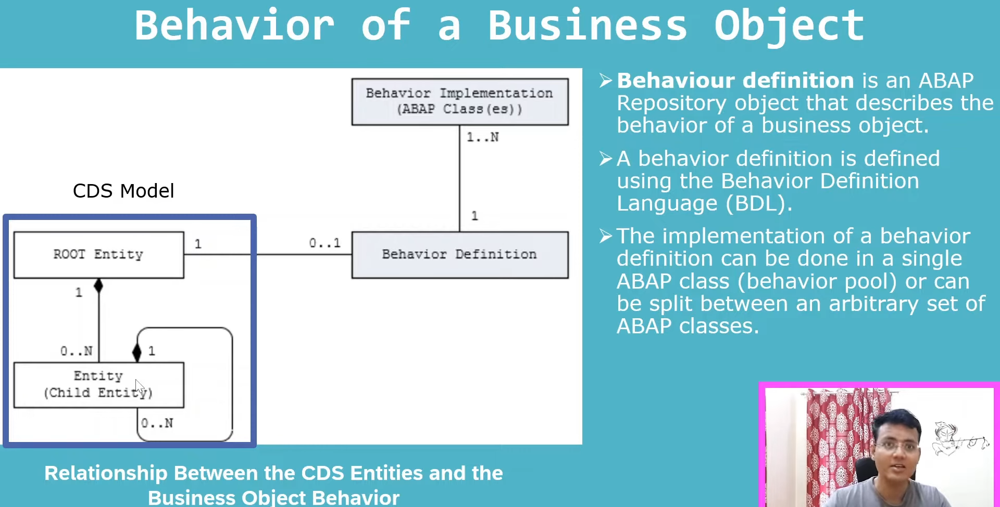 Behavior of a Business Object
Behavior Implementation
(ABAP Class(es))
1..N
1
CDS Model
ROOT Entity
1
0..1
Behavior Definition
1
0..N
1
Entity
(Child Entity)
0..N
Relationship Between the CDS Entities and the
Business Object Behavior
➢Behaviour definition is an ABAP
Repository object that describes the
behavior of a business object.
➢A behavior definition is defined
using the Behavior Definition
Language (BDL).
➢The implementation of a behavior
definition can be done in a single
ABAP class (behavior pool) or can
be split between an arbitrary set of
ABAP classes.